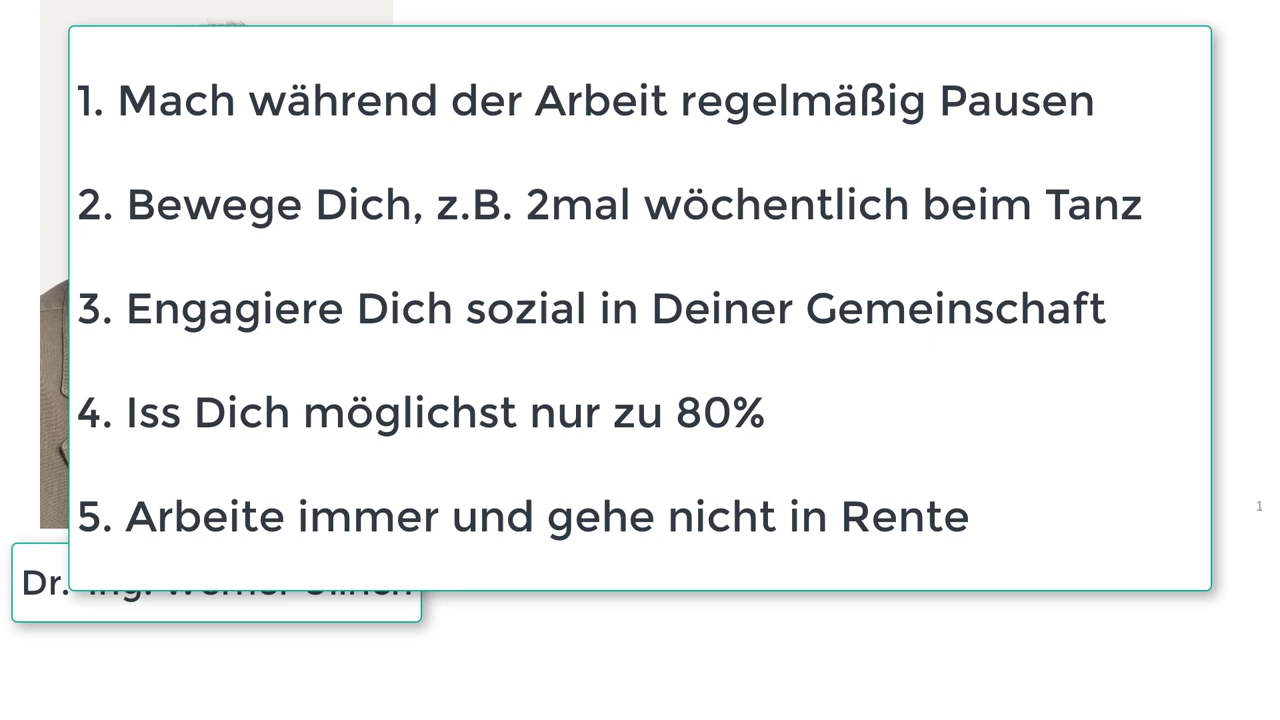 1. Mach während der Arbeit regelmäßig Pausen
2. Bewege Dich, z.B. 2mal wöchentlich beim Tanz
3. Engagiere Dich sozial in Deiner Gemeinschaft
4. Iss Dich möglichst nur zu 80%
5. Arbeite immer und gehe nicht in Rente
1
Dr.